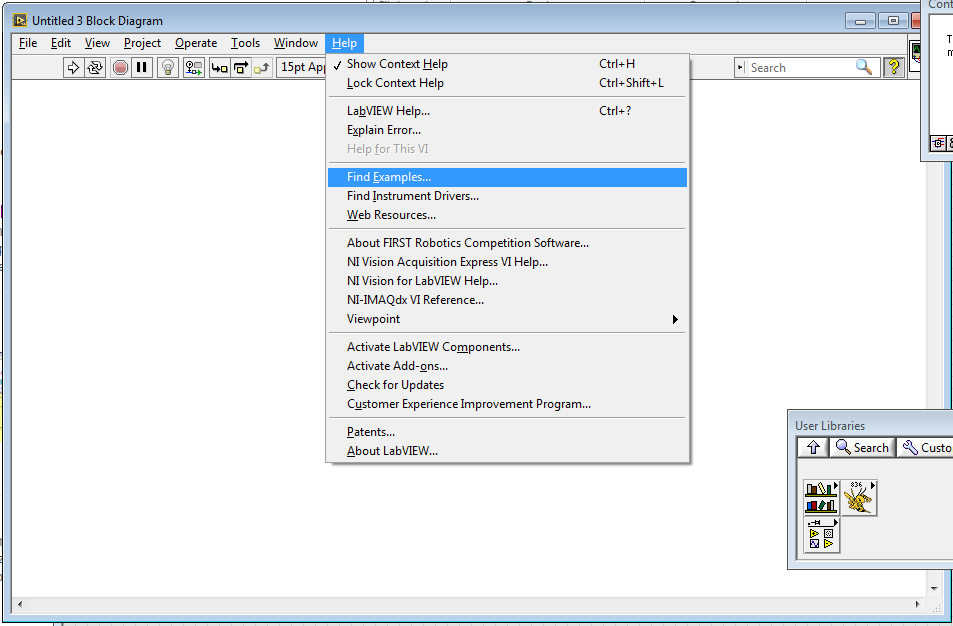 Untitled 3 Block Diagram
File Edit View Project Operate Tools Window Help
15pt App
Search
Show Context Help Ctrl+H
Lock Context Help Ctrl+Shift+L
LabVIEW Help... Ctrl+?
Explain Error...
Help for This VI
Find Examples...
Find Instrument Drivers...
Web Resources...
About FIRST Robotics Competition Software...
NI Vision Acquisition Express VI Help...
NI Vision for LabVIEW Help...
NI-IMAQdx VI Reference...
Viewpoint
Activate LabVIEW Components...
Activate Add-ons...
Check for Updates
Customer Experience Improvement Program...
Patents...
About LabVIEW...
Cont
T
m
User Libraries
Search Custo
836